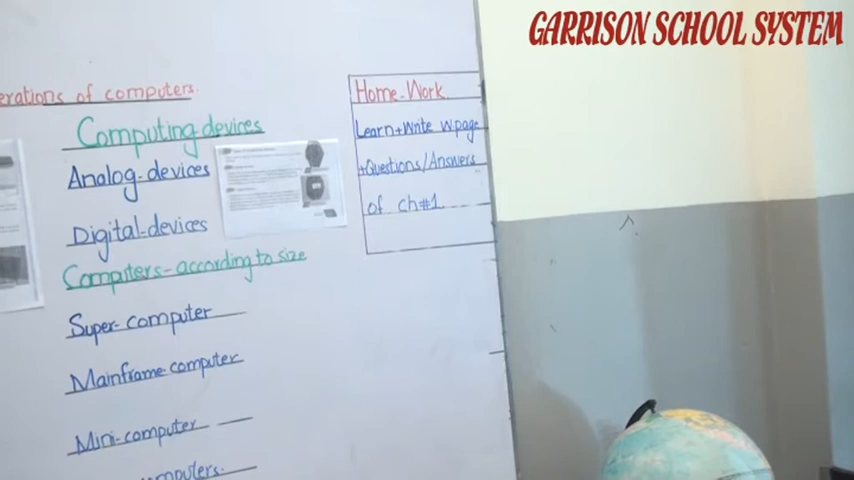 GARRISON SCHOOL SYSTEM
of computers.
Computing devices
Analog-devices
Digital-devices
Computers-according to size
Super-computer
Mainframe-computer
Mini-computer
Home-Work
Learn+Write w.page
+Questions/Answers
of ch#1